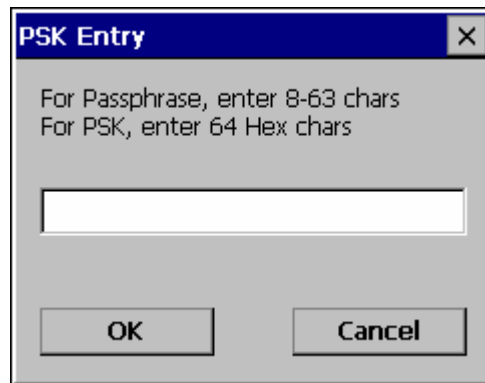 PSK Entry
For Passphrase, enter 8-63 chars
For PSK, enter 64 Hex chars
OK
Cancel